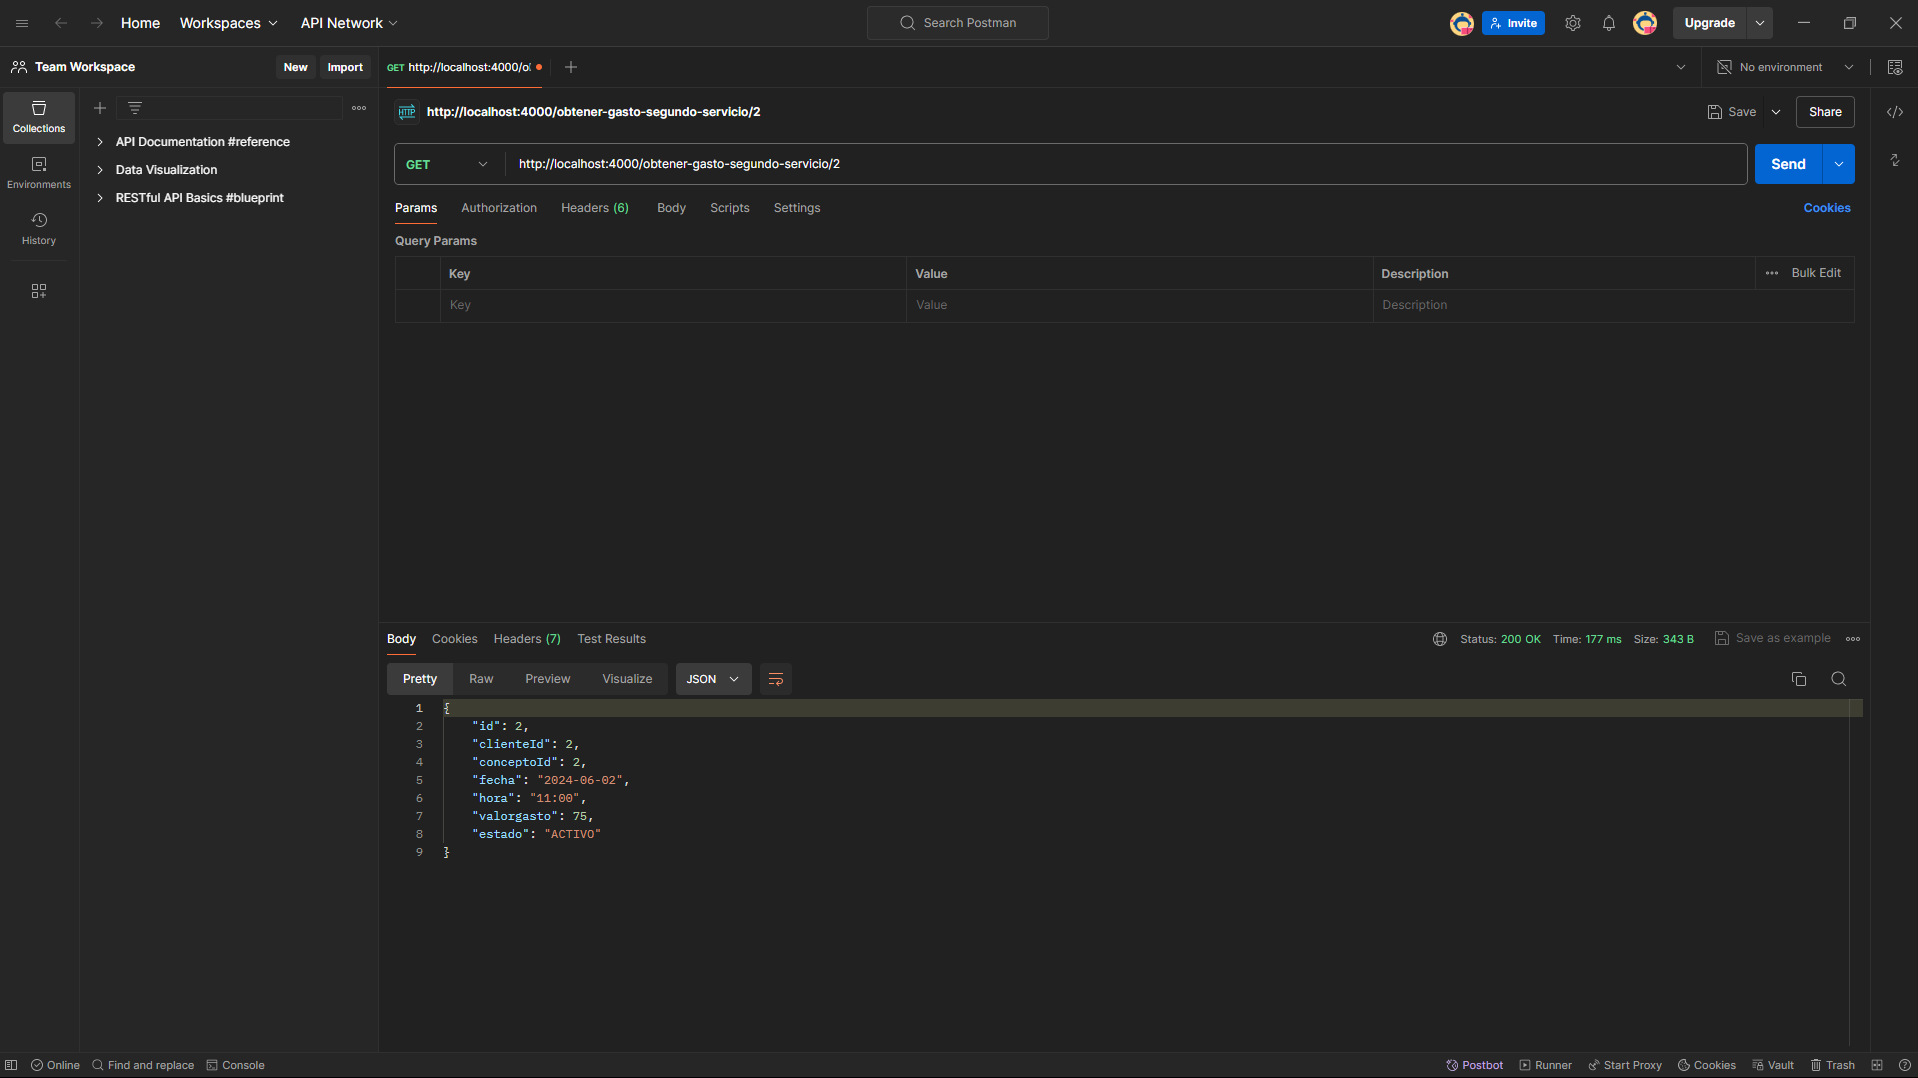 Home Workspaces API Network Search Postman Invite Upgrade
Team Workspace New Import GET http://localhost:4000/o No environment
http://localhost:4000/obtener-gasto-segundo-servicio/2 Save Share
Collections
API Documentation #reference
Data Visualization
RESTful API Basics #blueprint
Environments
History
GET http://localhost:4000/obtener-gasto-segundo-servicio/2 Send
Params Authorization Headers (6) Body Scripts Settings Cookies
Query Params
Key Value Description Bulk Edit
Key Value Description
Body Cookies Headers (7) Test Results Status: 200 OK Time: 177 ms Size: 343 B Save as example
Pretty Raw Preview Visualize JSON
1 {
2 "id": 2,
3 "clienteId": 2,
4 "conceptoId": 2,
5 "fecha": "2024-06-02",
6 "hora": "11:00",
7 "valorgasto": 75,
8 "estado": "ACTIVO"
9 }
Online Find and replace Console Postbot Runner Start Proxy Cookies Vault Trash